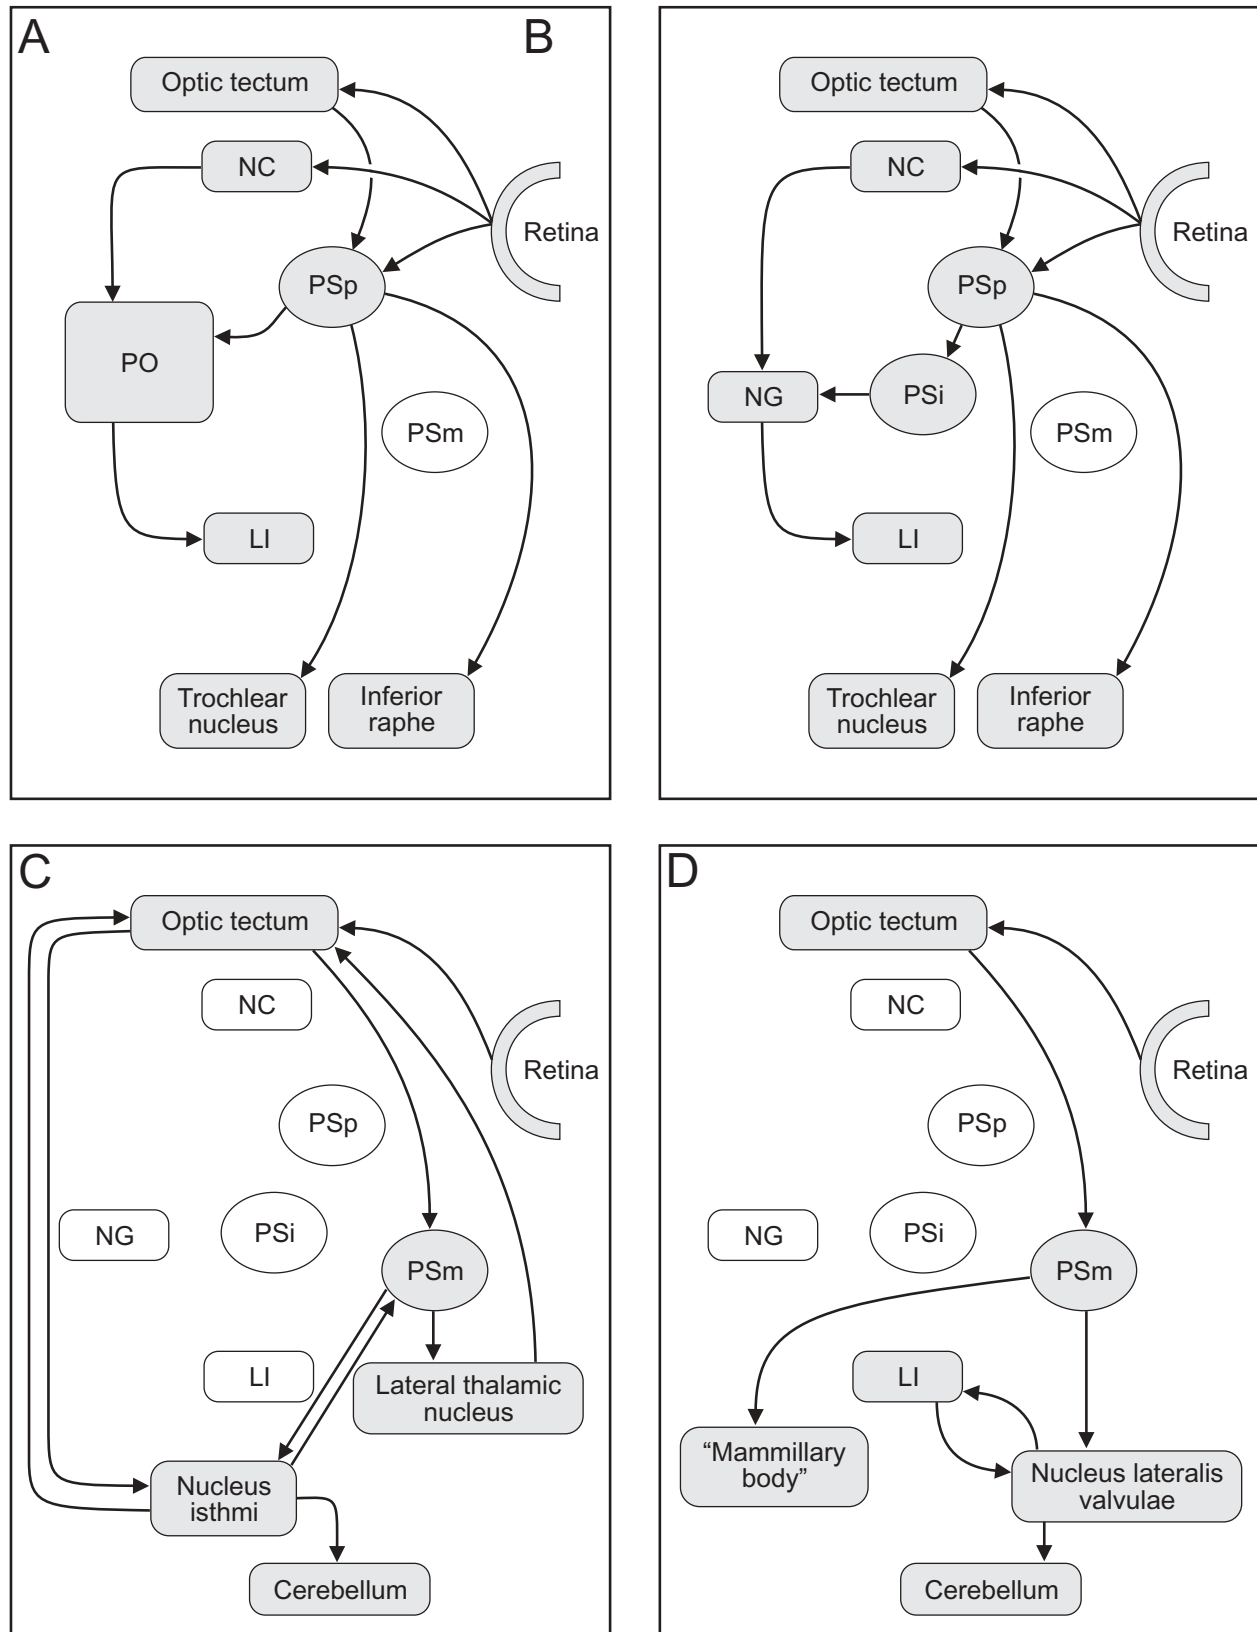 A
B
Optic tectum
NC
Retina
PSp
PO
PSm
LI
Trochlear
nucleus
Inferior
raphe
Optic tectum
NC
Retina
PSp
NG
PSi
PSm
LI
Trochlear
nucleus
Inferior
raphe
C
Optic tectum
NC
Retina
PSp
NG
PSi
PSm
LI
Lateral thalamic
nucleus
Nucleus
isthmi
Cerebellum
D
Optic tectum
NC
Retina
PSp
NG
PSi
PSm
LI
“Mammillary
body”
Nucleus lateralis
valvulae
Cerebellum